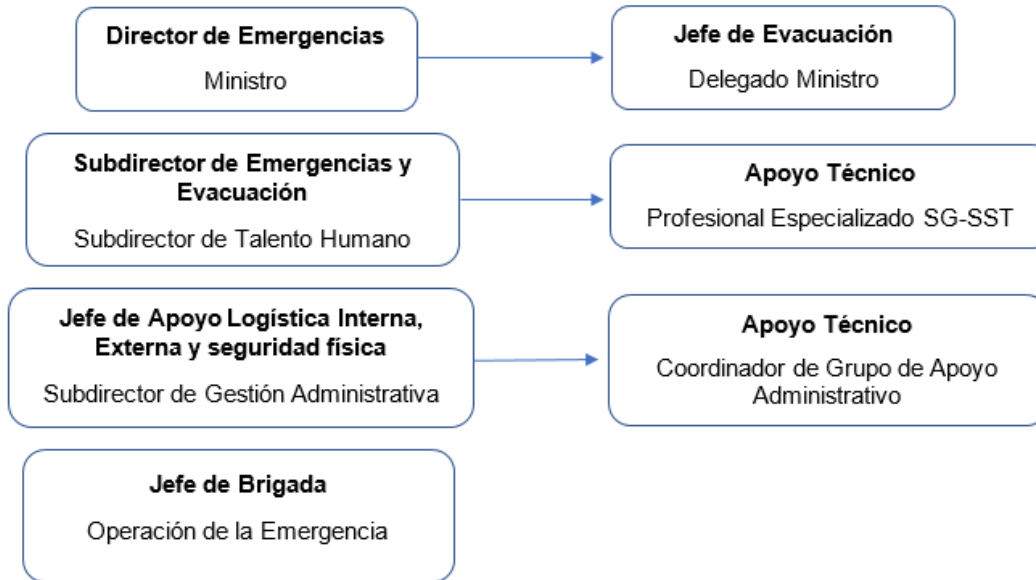 Director de Emergencias
Ministro
Jefe de Evacuación
Delegado Ministro
Subdirector de Emergencias y
Evacuación
Subdirector de Talento Humano
Apoyo Técnico
Profesional Especializado SG-SST
Jefe de Apoyo Logística Interna,
Externa y seguridad física
Subdirector de Gestión Administrativa
Apoyo Técnico
Coordinador de Grupo de Apoyo
Administrativo
Jefe de Brigada
Operación de la Emergencia